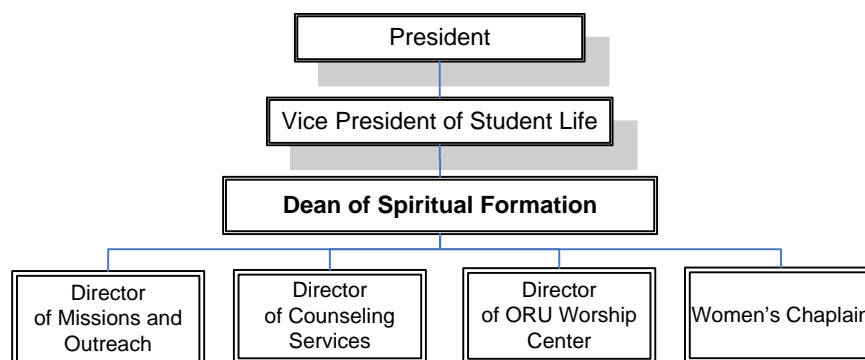 President
Vice President of Student Life
Dean of Spiritual Formation
Director
of Missions and
Outreach
Director
of Counseling
Services
Director
of ORU Worship
Center
Women's Chaplain